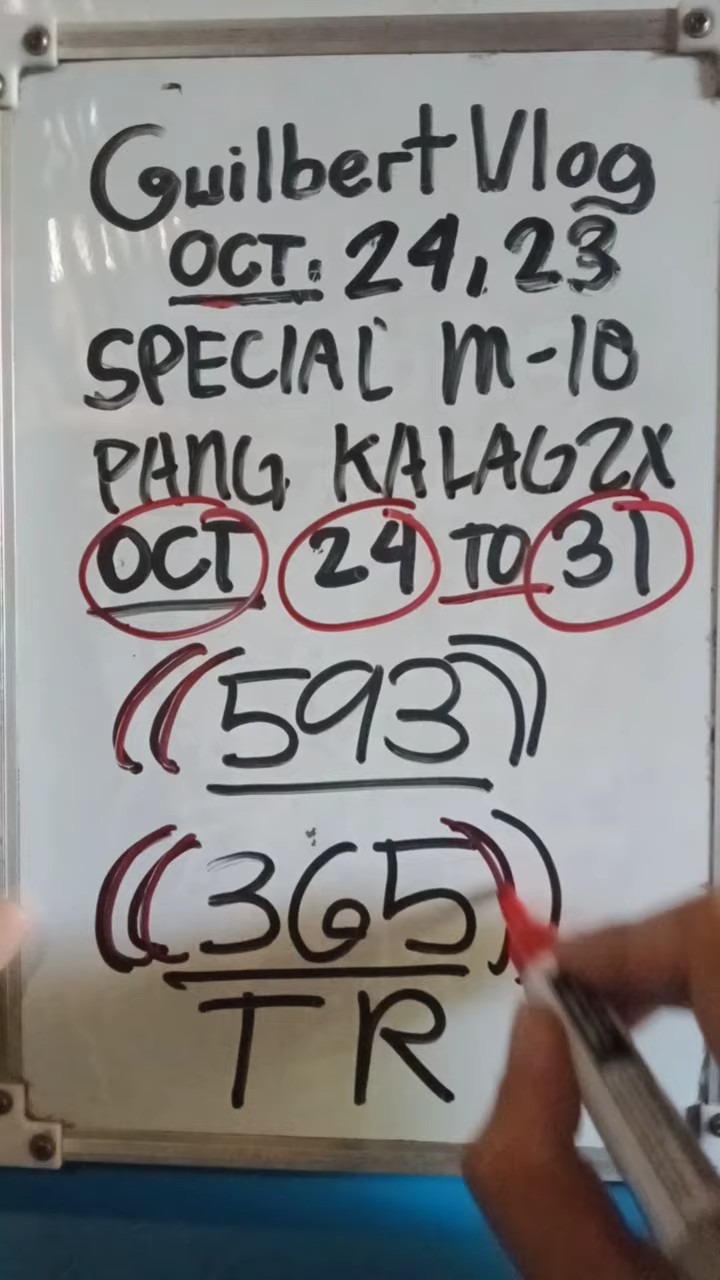 Guilbert Vlog
OCT. 24, 23
SPECIAL M-10
PANG KALAG2X
OCT 24 TO 31
((593))
((365))
TR